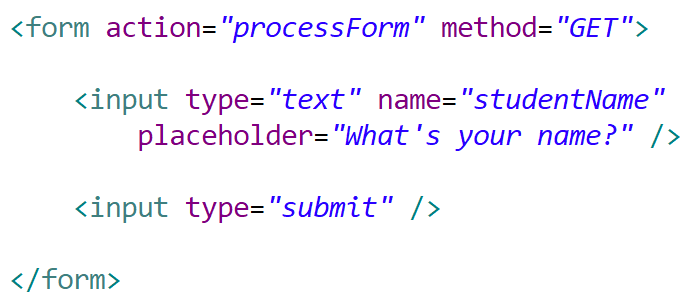 <form action="processForm" method="GET">
<input type="text" name="studentName"
placeholder="What's your name?" />
<input type="submit" />
</form>